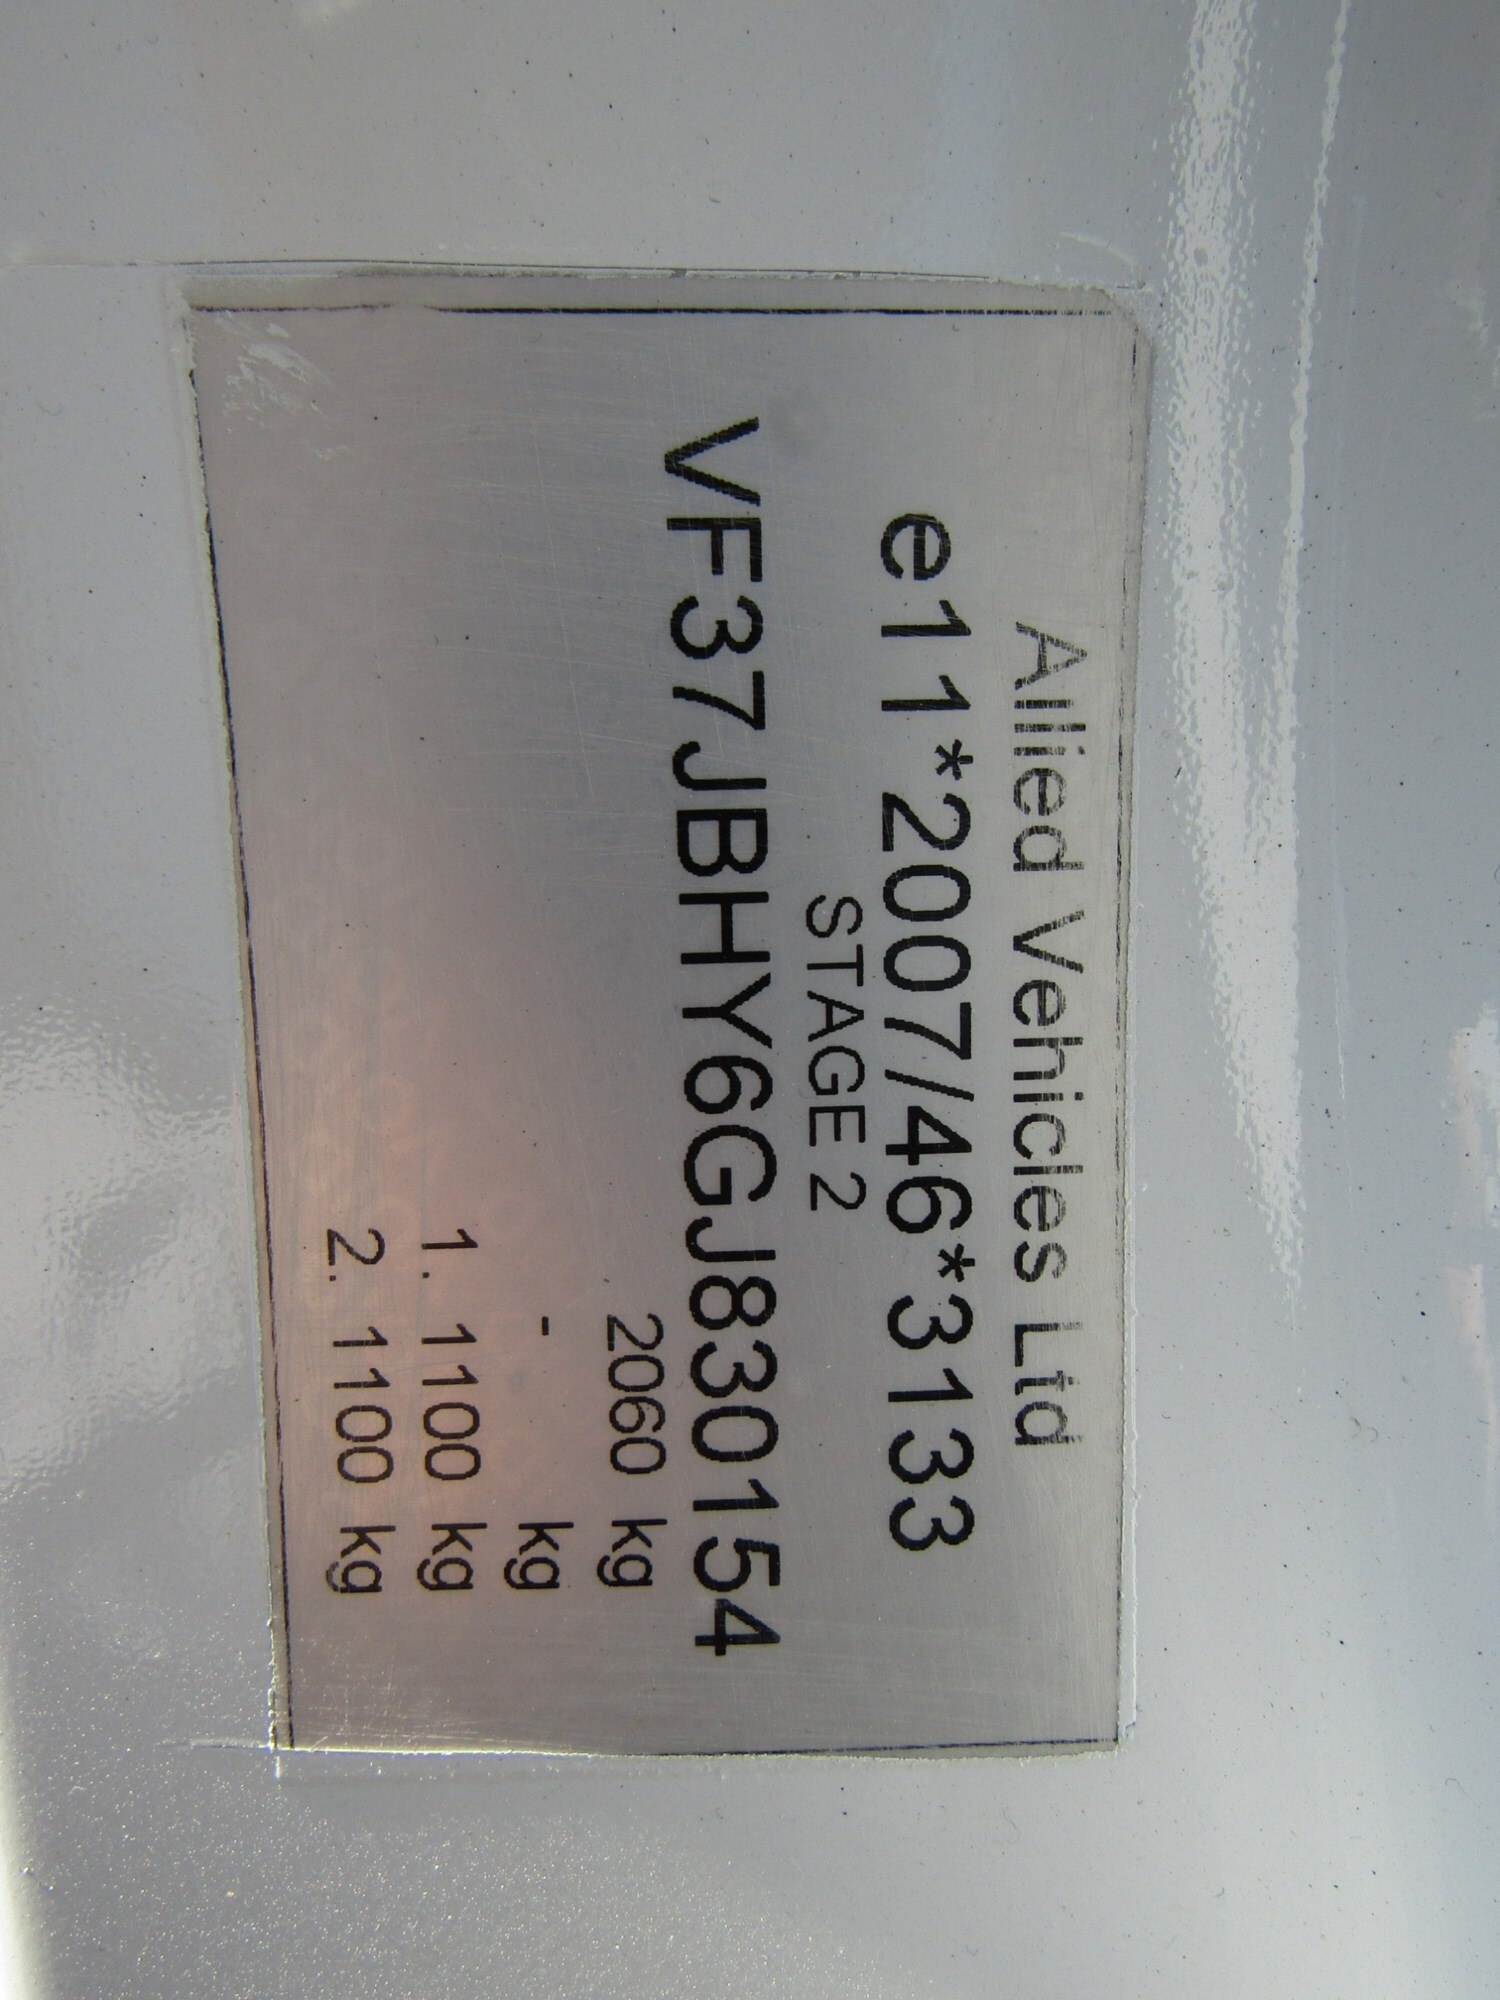 Allied Vehicles Ltd
e11*2007/46*3133
STAGE 2
VF37JBHY6GJ830154
2060 kg
- kg
1. 1100 kg
2. 1100 kg